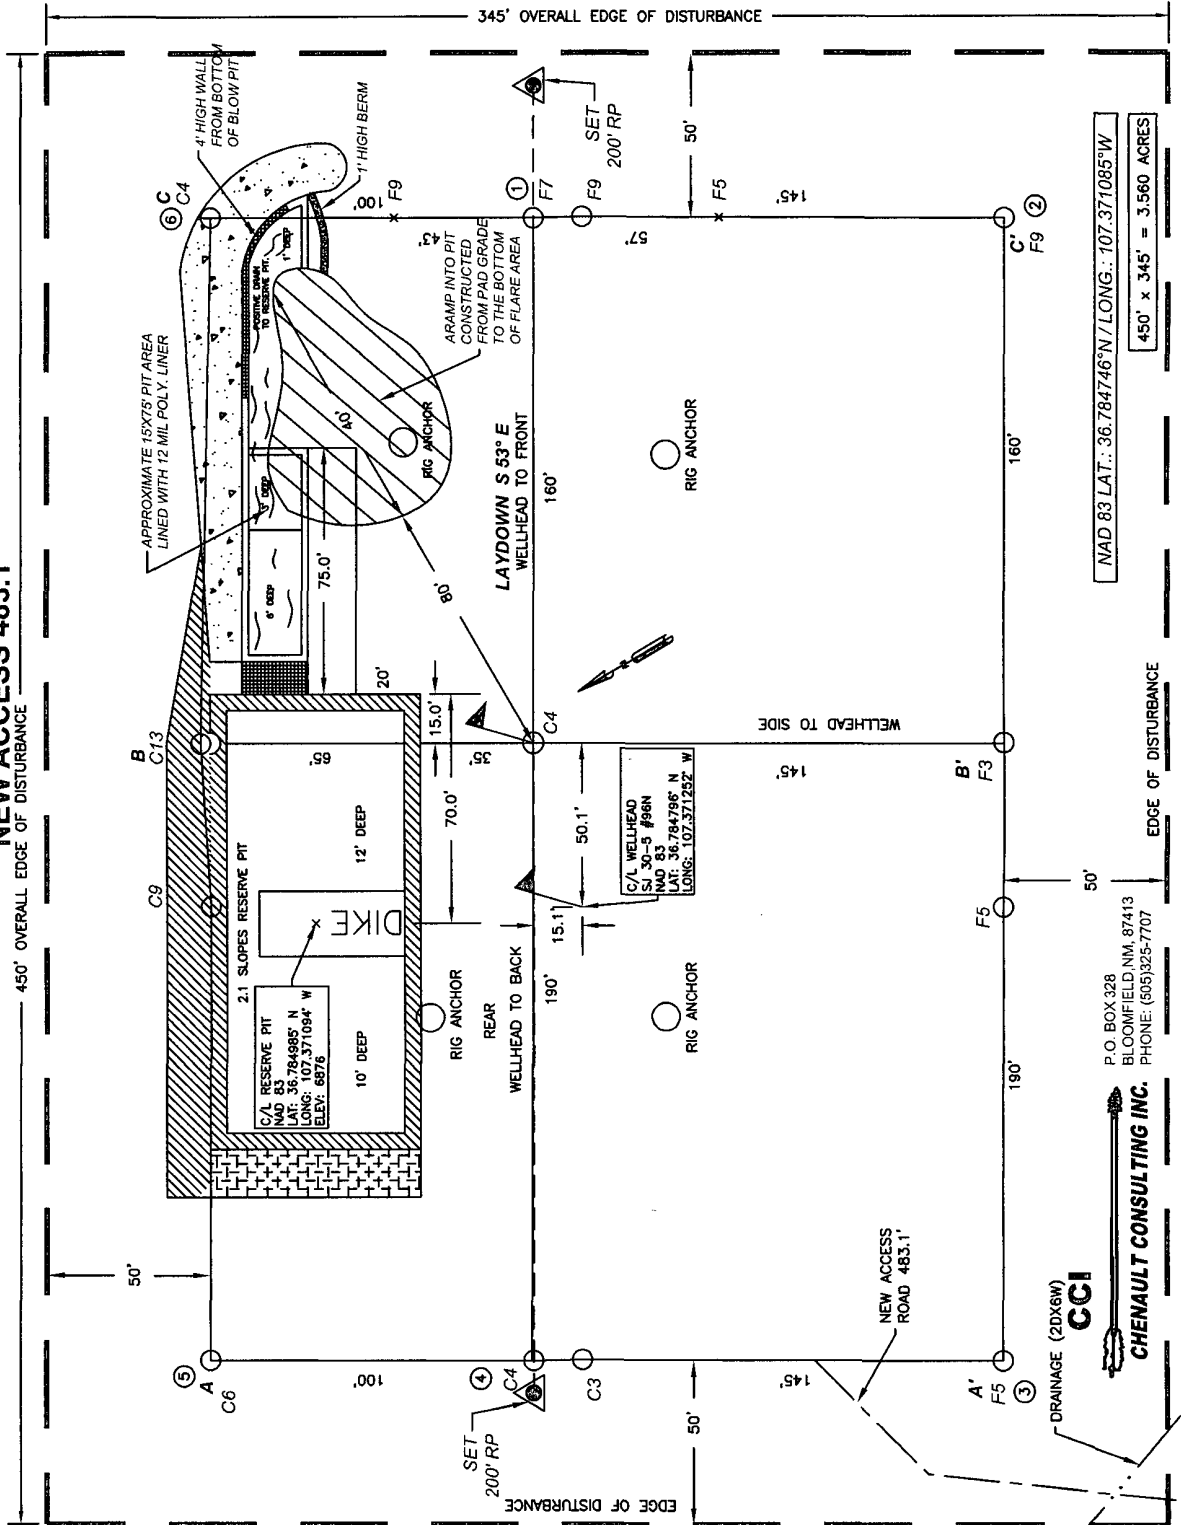 NEW ACCESS 483.1'
450' OVERALL EDGE OF DISTURBANCE
345' OVERALL EDGE OF DISTURBANCE
50'
4' HIGH WALL
FROM BOTTOM
OF BLOW PIT
1' HIGH BERM
APPROXIMATE 15'X75' PIT AREA
LINED WITH 12 MIL POLY. LINER
POSITIVE DRAIN
TO RESERVE PIT.
1' DEEP
3' DEEP
6' DEEP
ARAMP INTO PIT
CONSTRUCTED
FROM PAD GRADE
TO THE BOTTOM
OF FLARE AREA
40'
80'
75.0'
20'
15.0'
70.0'
RIG ANCHOR
5
A
C6
C9
B
C13
6
C
C4
100'
65'
35'
43'
100'
F9
2.1 SLOPES RESERVE PIT
12' DEEP
10' DEEP
DIKE
C/L RESERVE PIT
NAD 83
LAT: 36.784985° N
LONG: 107.371094° W
ELEV: 6876
RIG ANCHOR
REAR
WELLHEAD TO BACK
190'
LAYDOWN S 53° E
WELLHEAD TO FRONT
160'
SET
200' RP
4
C4
C3
C4
1
F7
F9
SET
200' RP
57'
F5
50'
50'
145'
145'
145'
N
15.1'
50.1'
C/L WELLHEAD
SJ 30-5 #96N
NAD 83
LAT: 36.784796° N
LONG: 107.371252° W
WELLHEAD TO SIDE
RIG ANCHOR
RIG ANCHOR
NEW ACCESS
ROAD 483.1'
EDGE OF DISTURBANCE
A'
F5
3
190'
F5
B'
F3
160'
C'
F9
2
50'
DRAINAGE (2DX6W)
CCI
CHENAULT CONSULTING INC.
P.O. BOX 328
BLOOMFIELD,NM, 87413
PHONE: (505)325-7707
EDGE OF DISTURBANCE
NAD 83 LAT.: 36.784746°N / LONG.: 107.371085°W
450' x 345' = 3.560 ACRES